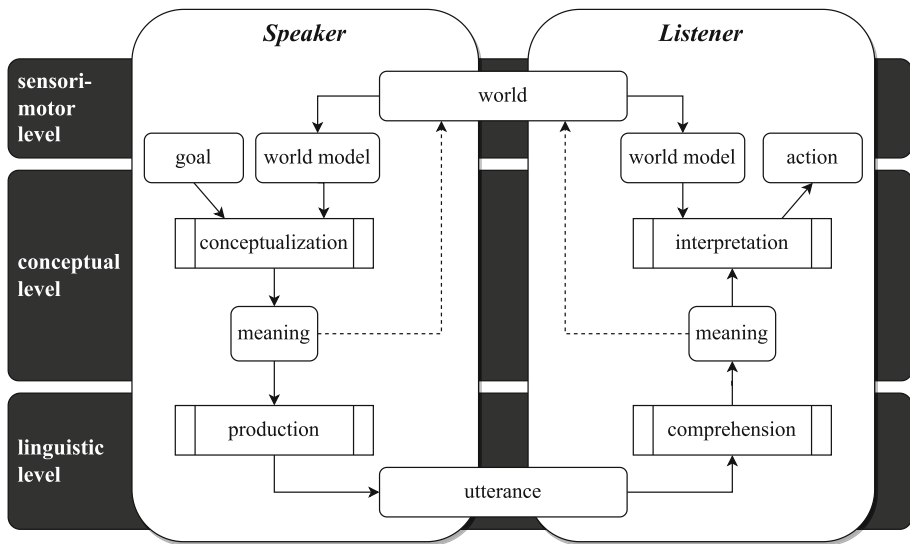 Speaker
Listener
sensori-
motor
level
world
goal
world model
world model
action
conceptual
level
conceptualization
interpretation
meaning
meaning
linguistic
level
production
comprehension
utterance